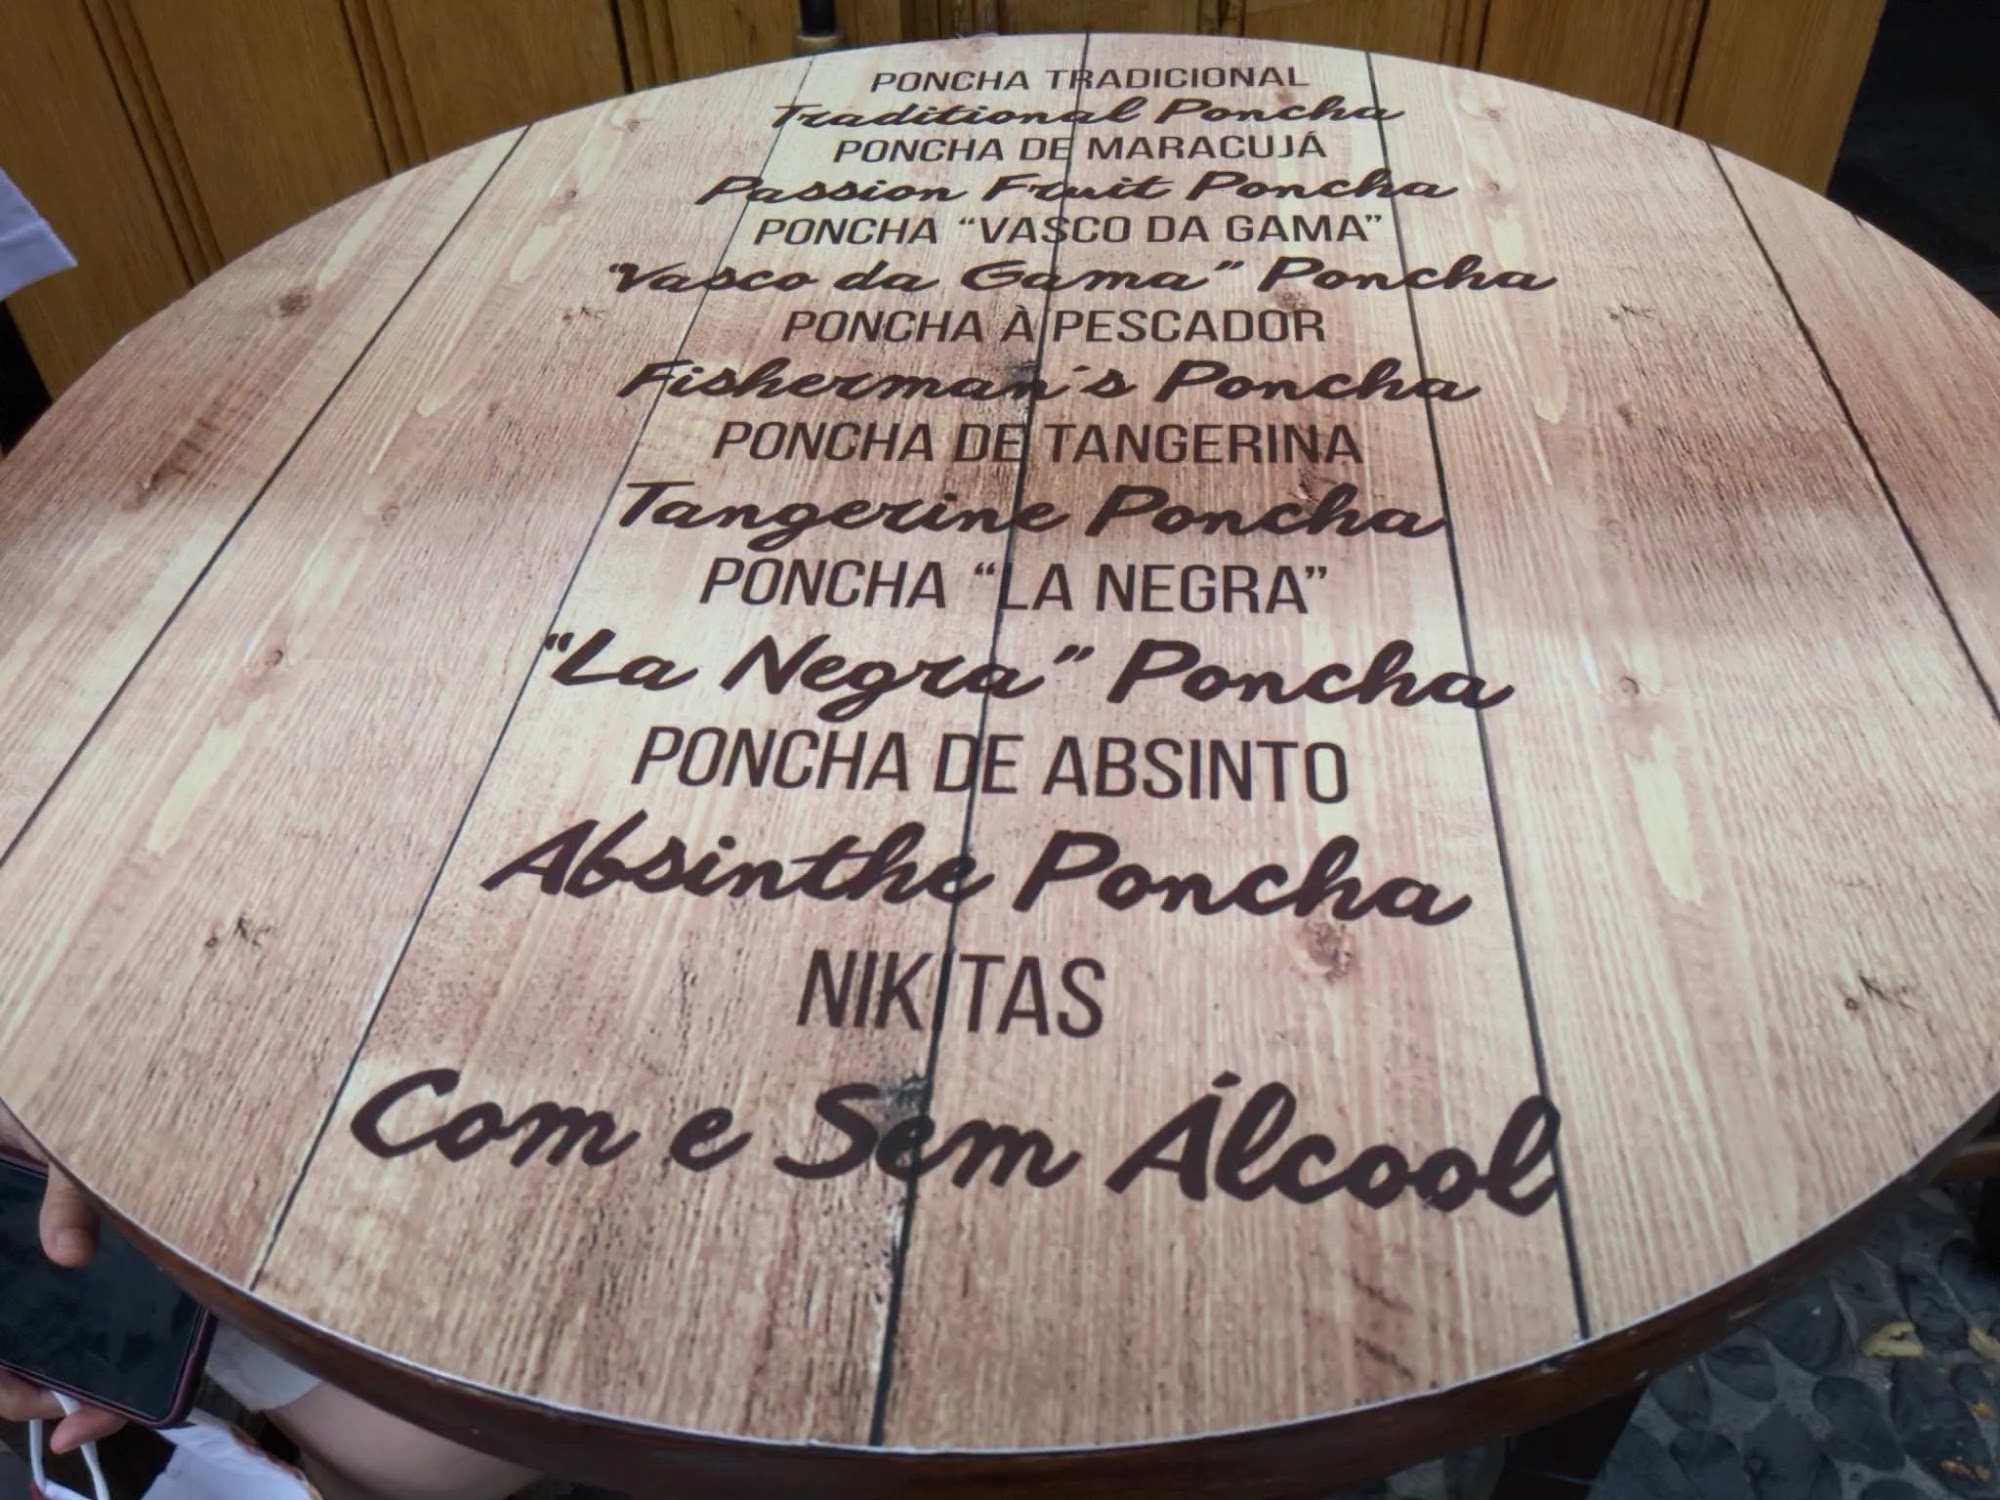 PONCHA TRADICIONAL
Traditional Poncha
PONCHA DE MARACUJÁ
Passion Fruit Poncha
PONCHA “VASCO DA GAMA”
“Vasco da Gama” Poncha
PONCHA À PESCADOR
Fisherman´s Poncha
PONCHA DE TANGERINA
Tangerine Poncha
PONCHA “LA NEGRA”
“La Negra” Poncha
PONCHA DE ABSINTO
Absinthe Poncha
NIKITAS
Com e Sem Álcool